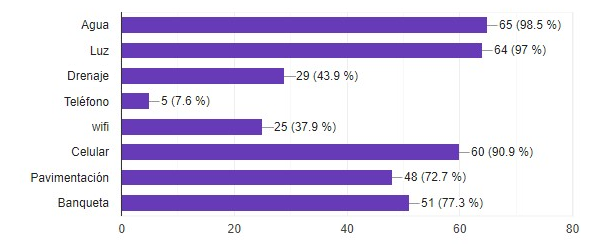 Agua 65 (98.5 %)
Luz 64 (97 %)
Drenaje 29 (43.9 %)
Teléfono 5 (7.6 %)
wifi 25 (37.9 %)
Celular 60 (90.9 %)
Pavimentación 48 (72.7 %)
Banqueta 51 (77.3 %)
0 20 40 60 80